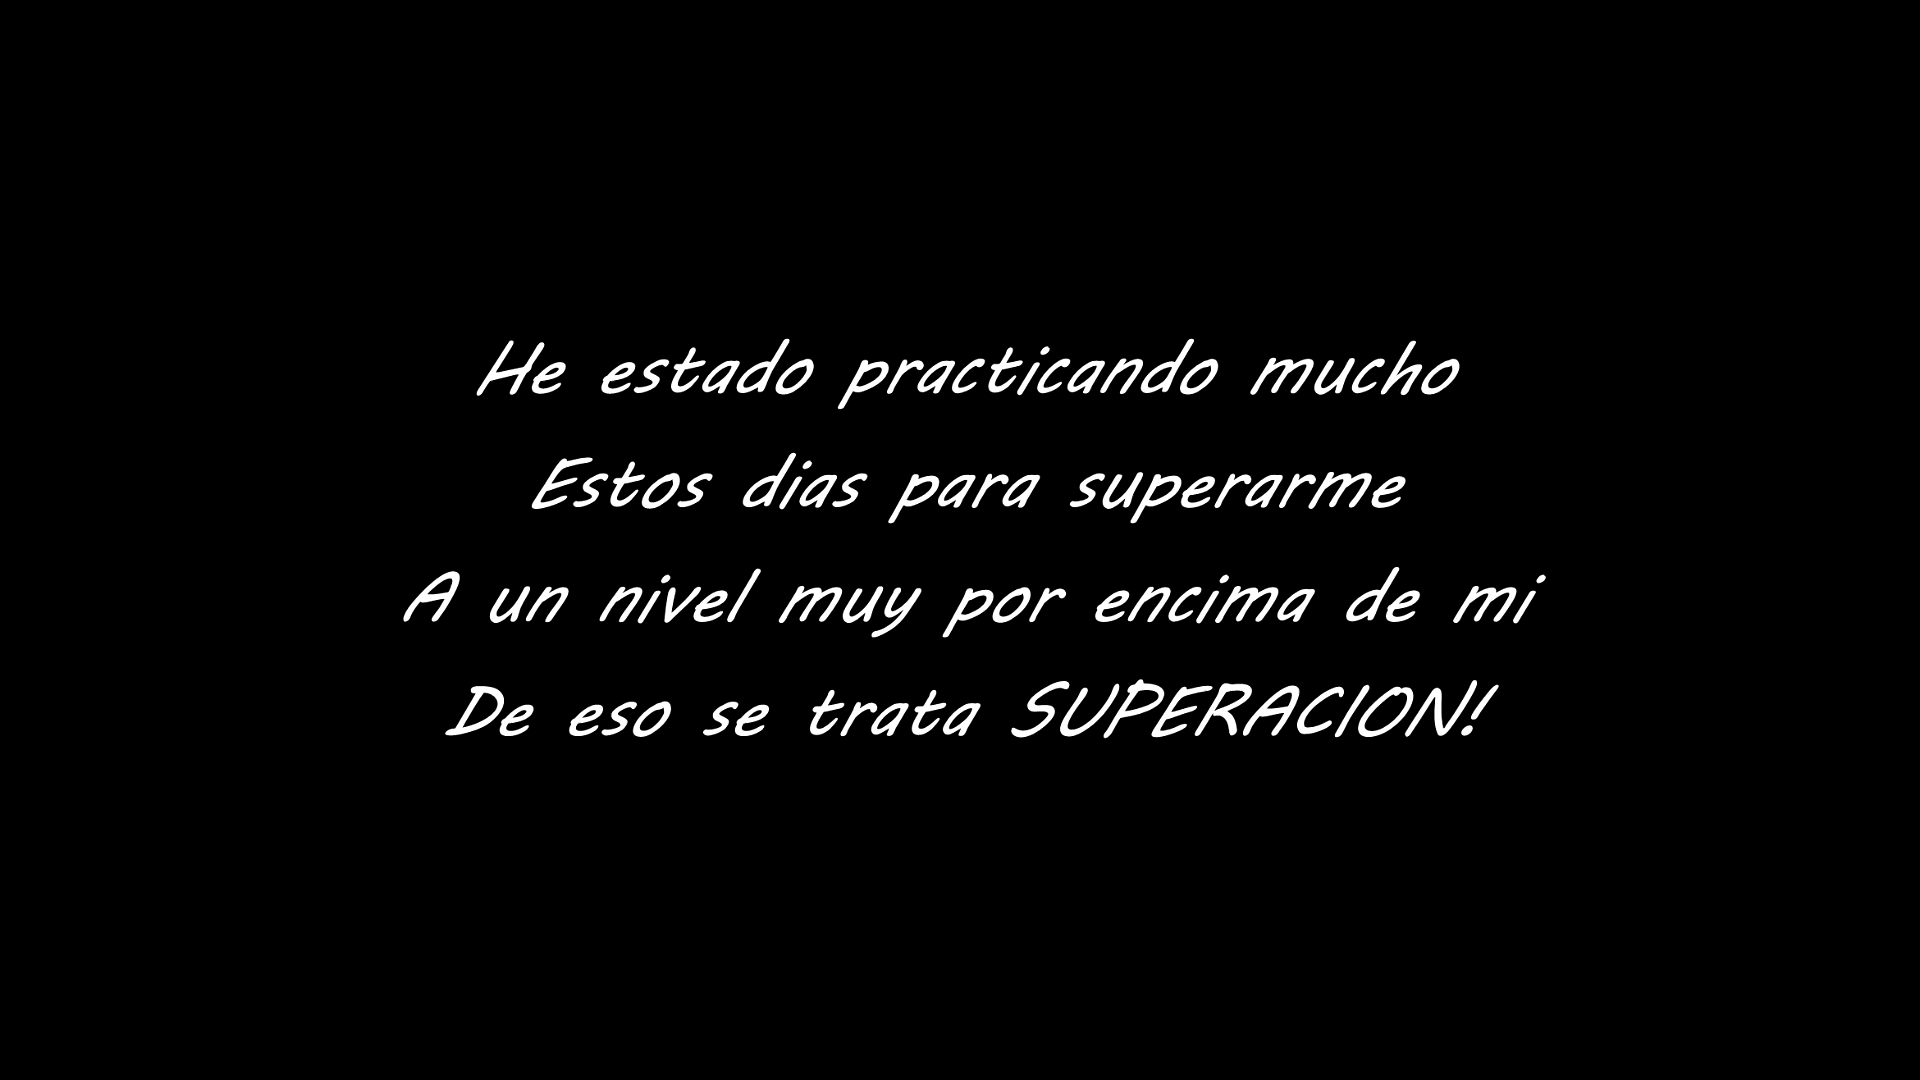 He estado practicando mucho
Estos dias para superarme
A un nivel muy por encima de mi
De eso se trata SUPERACION!